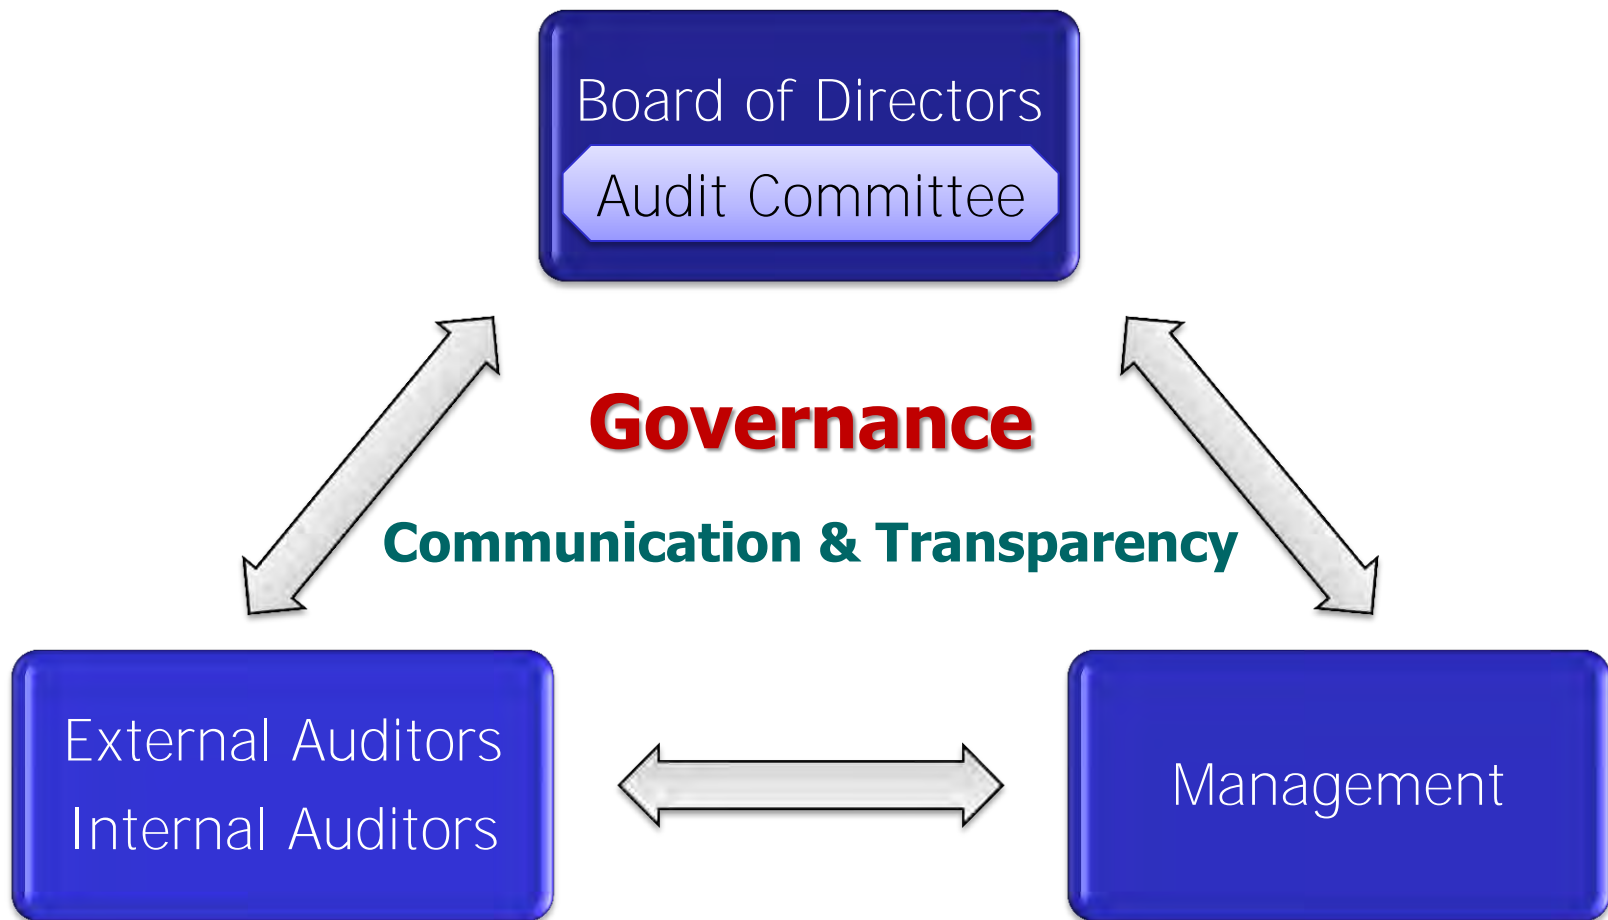 Board of Directors
Audit Committee
Governance
Communication & Transparency
External Auditors
Internal Auditors
Management